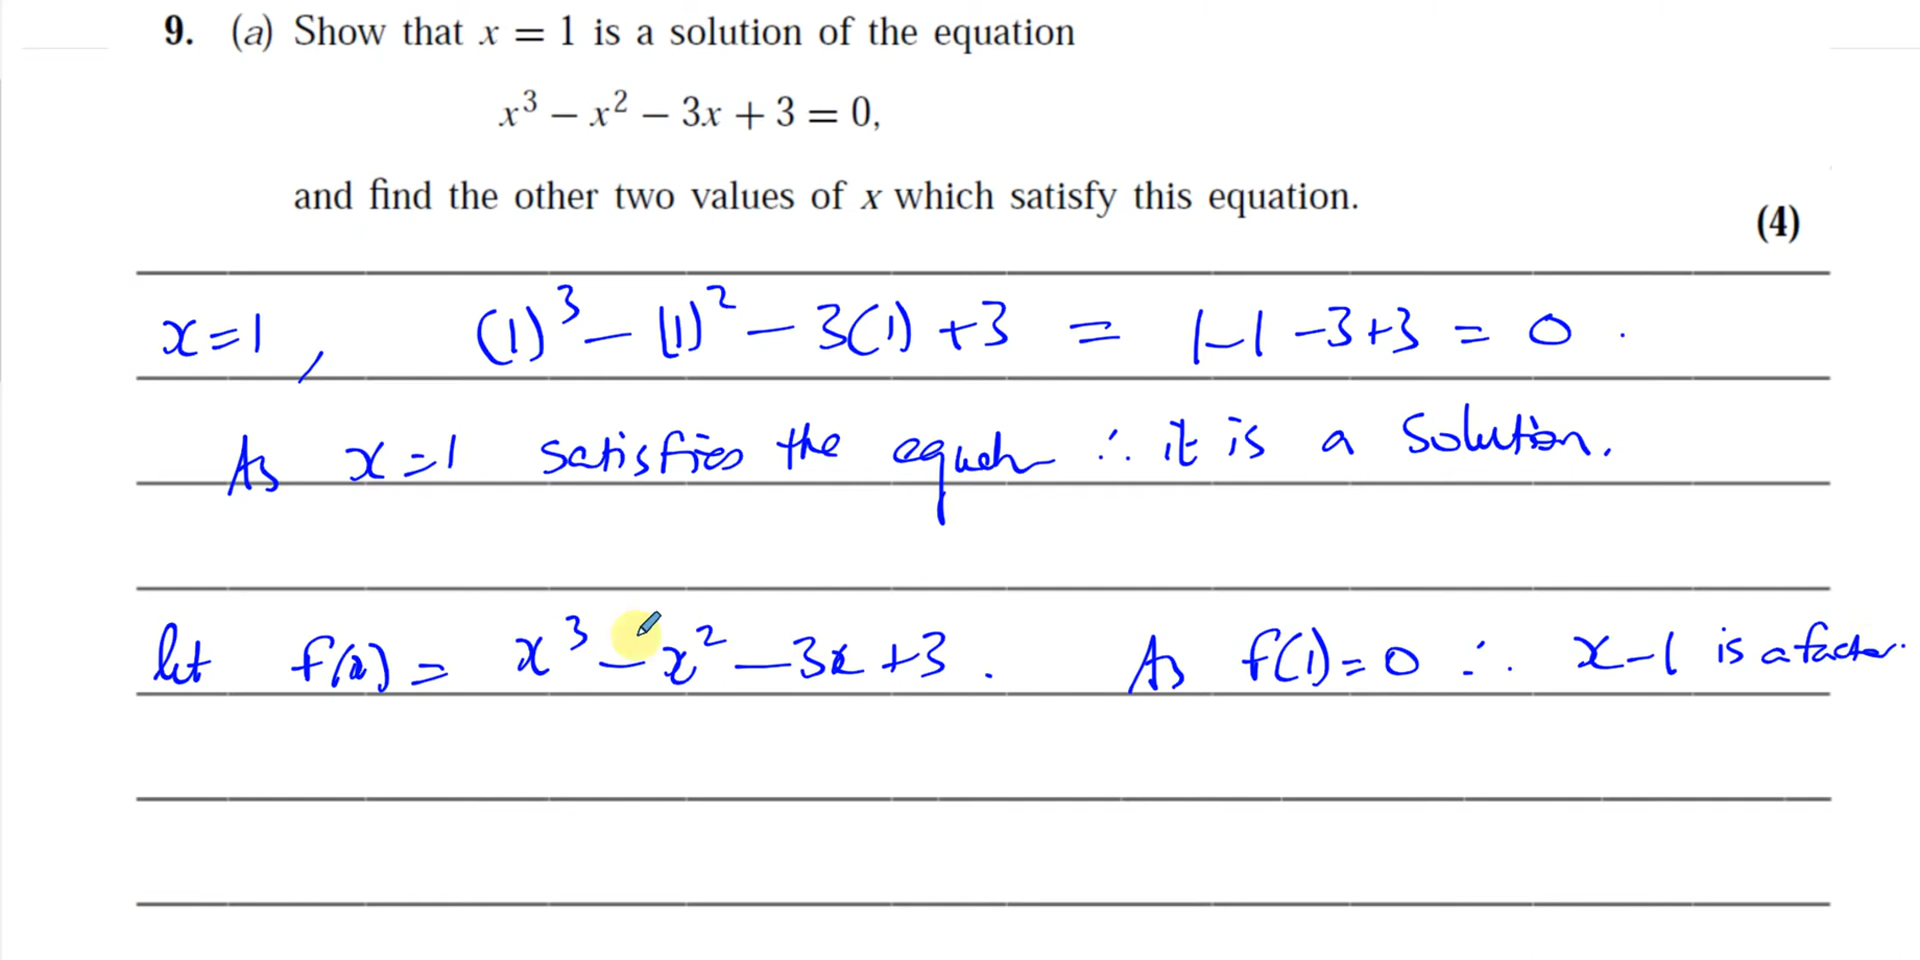 9. (a) Show that x = 1 is a solution of the equation
x³ − x² − 3x + 3 = 0,
and find the other two values of x which satisfy this equation.
(4)
x=1, (1)³ − (1)² − 3(1) + 3 = 1−1 −3+3 = 0 .
As x=1 satisfies the ∴ it is a solution.
let f(x) = x³ − x² − 3x + 3 . As f(1) = 0 ∴ x−1 is a factor.